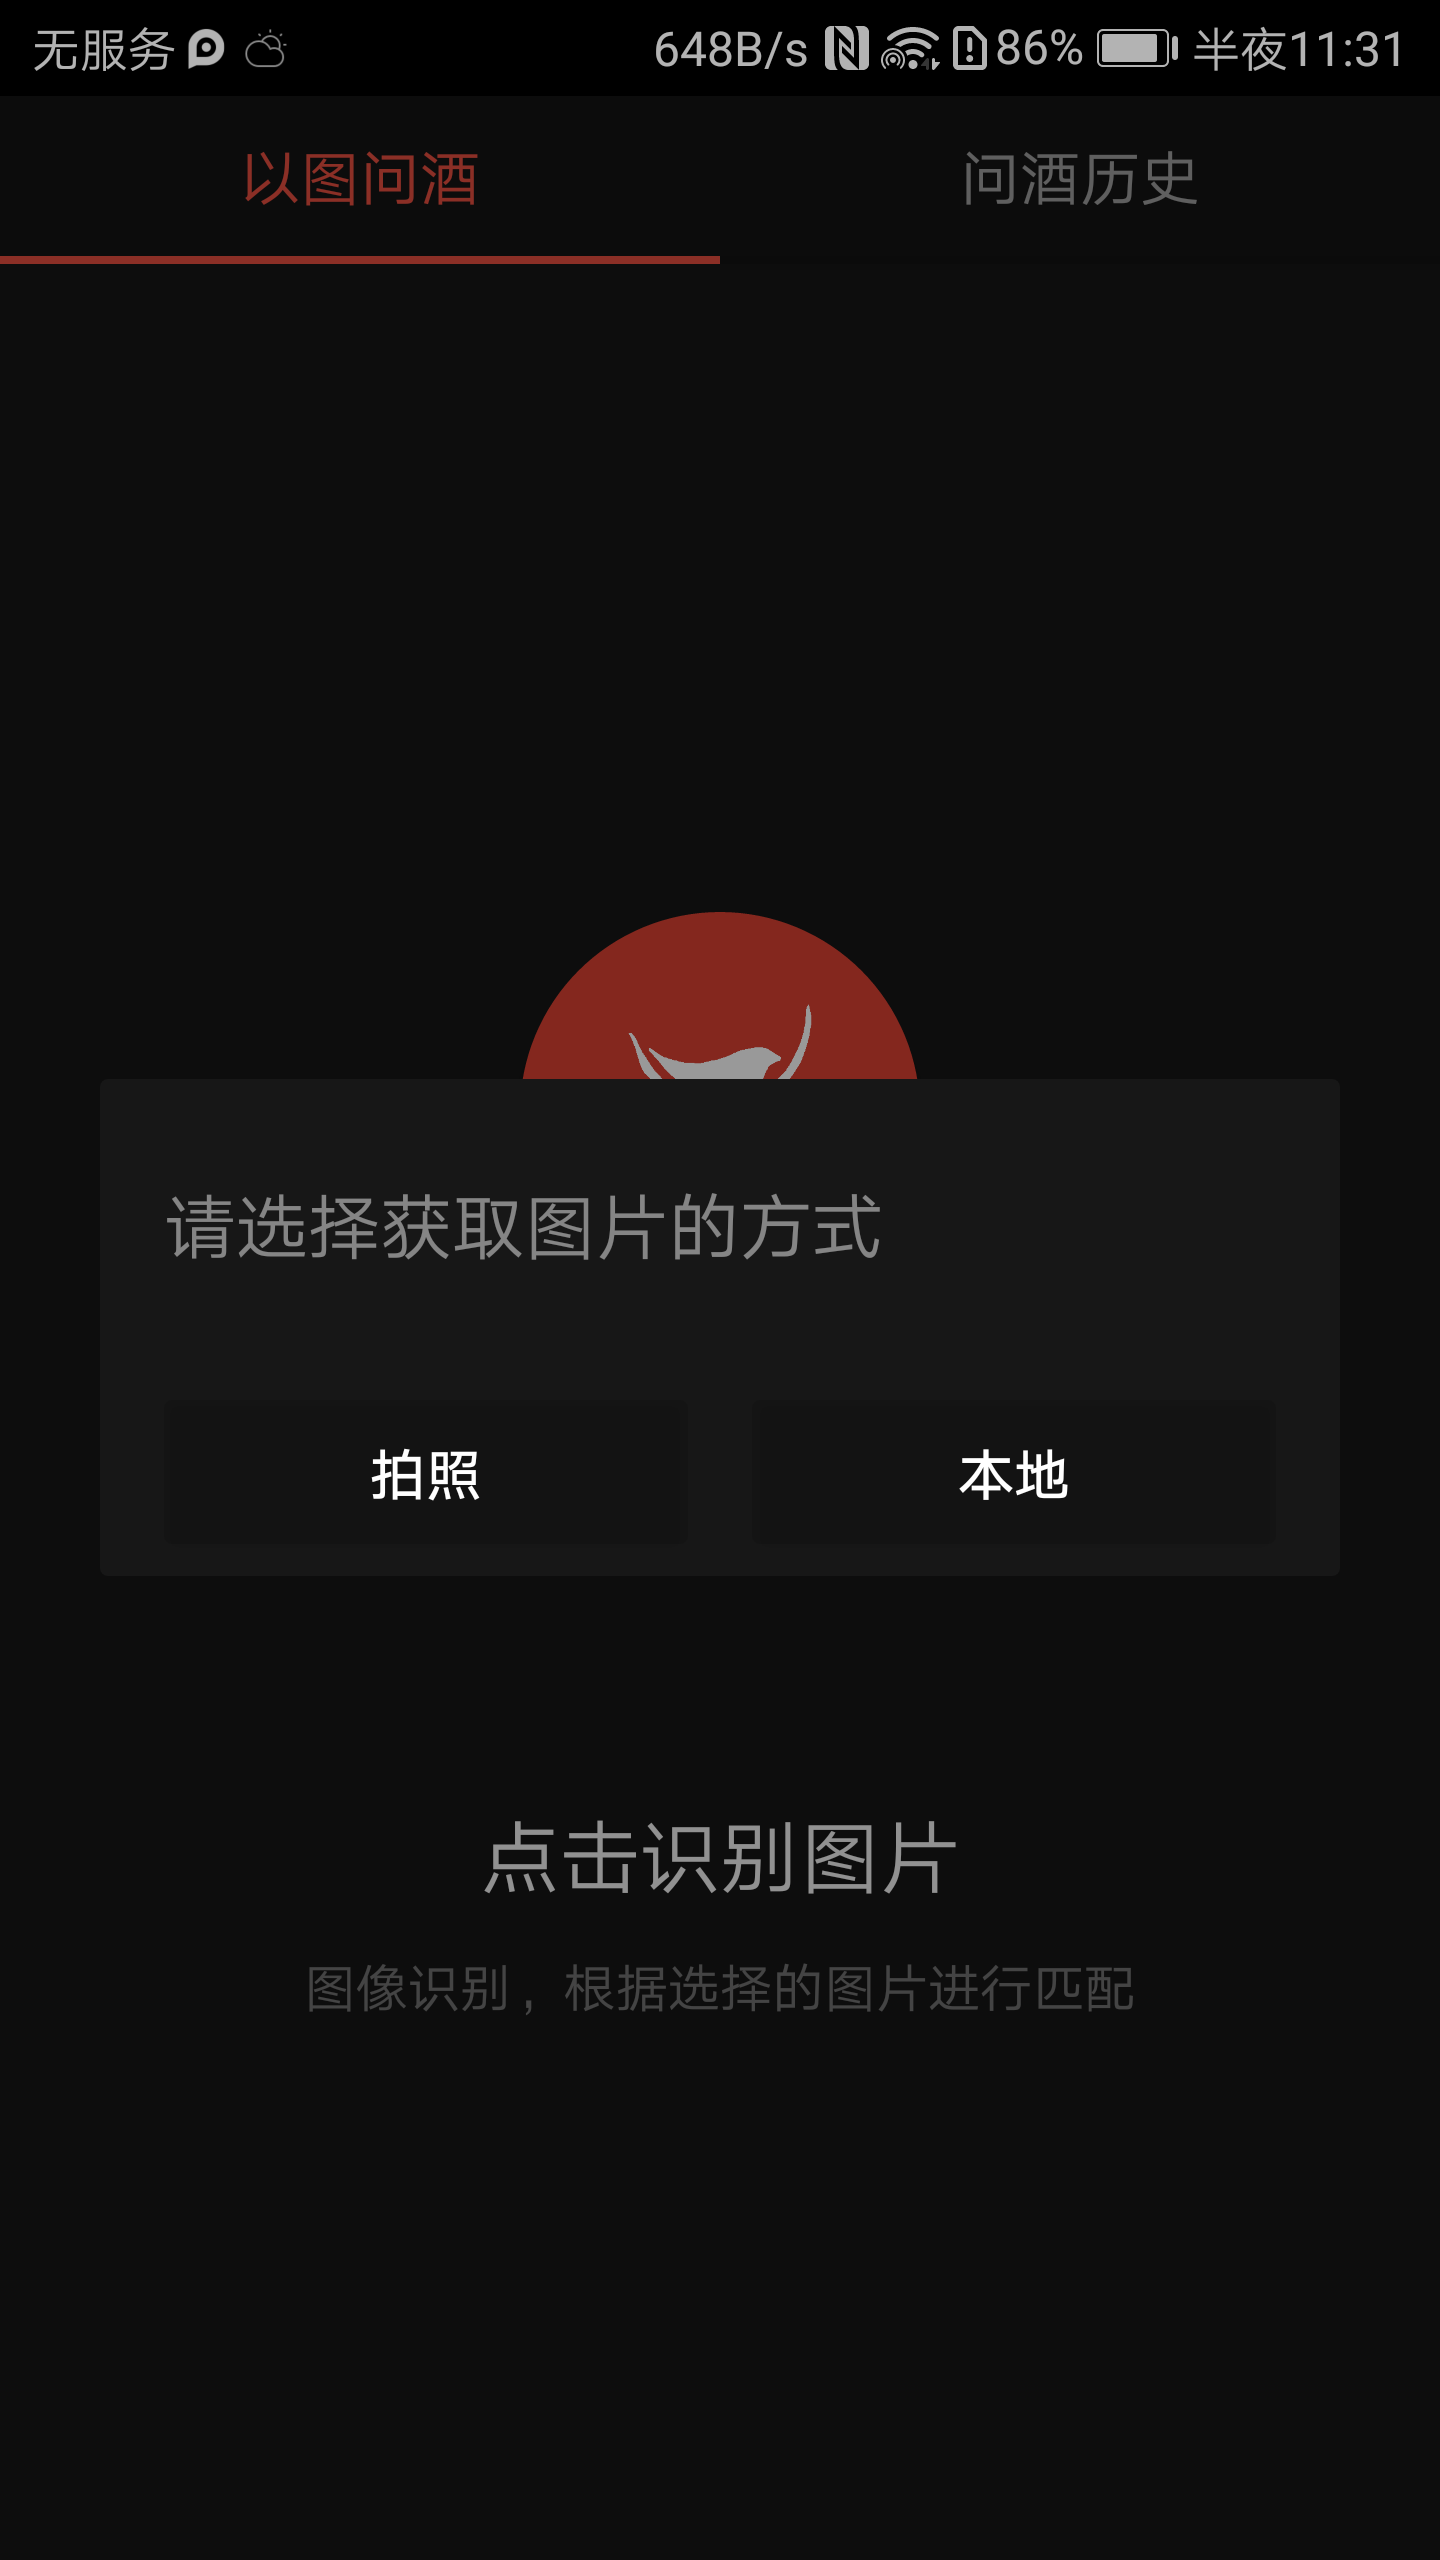 无服务 648B/s 86% 半夜11:31
以图问酒 问酒历史
请选择获取图片的方式
拍照 本地
点击识别图片
图像识别，根据选择的图片进行匹配